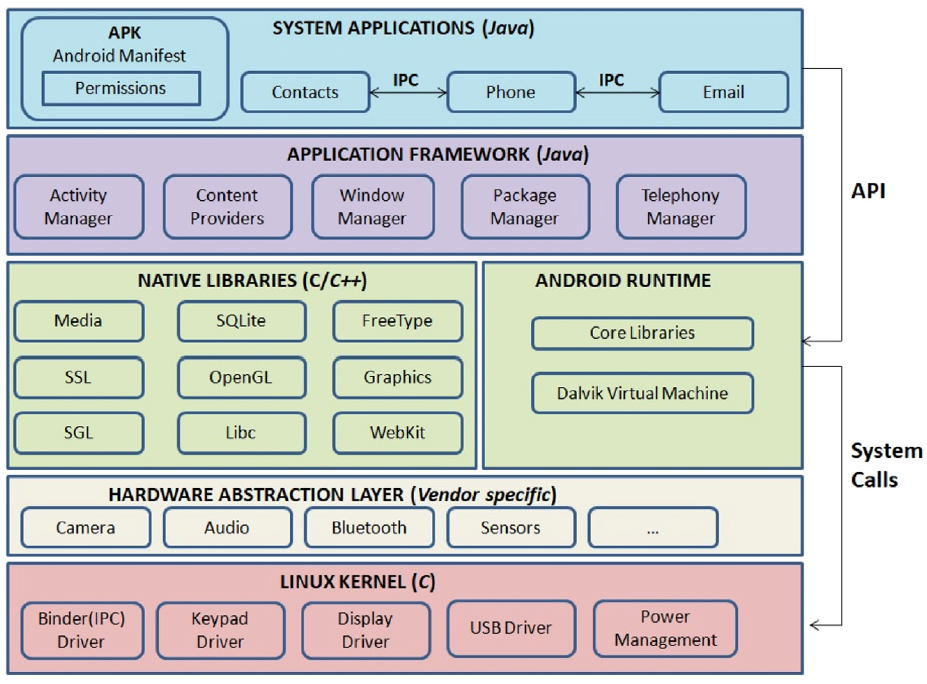 APK
Android Manifest
Permissions
SYSTEM APPLICATIONS (Java)
Contacts
IPC
Phone
IPC
Email
API
APPLICATION FRAMEWORK (Java)
Activity
Manager
Content
Providers
Window
Manager
Package
Manager
Telephony
Manager
NATIVE LIBRARIES (C/C++)
Media
SQLite
FreeType
SSL
OpenGL
Graphics
SGL
Libc
WebKit
ANDROID RUNTIME
Core Libraries
Dalvik Virtual Machine
System
Calls
HARDWARE ABSTRACTION LAYER (Vendor specific)
Camera
Audio
Bluetooth
Sensors
...
LINUX KERNEL (C)
Binder(IPC)
Driver
Keypad
Driver
Display
Driver
USB Driver
Power
Management